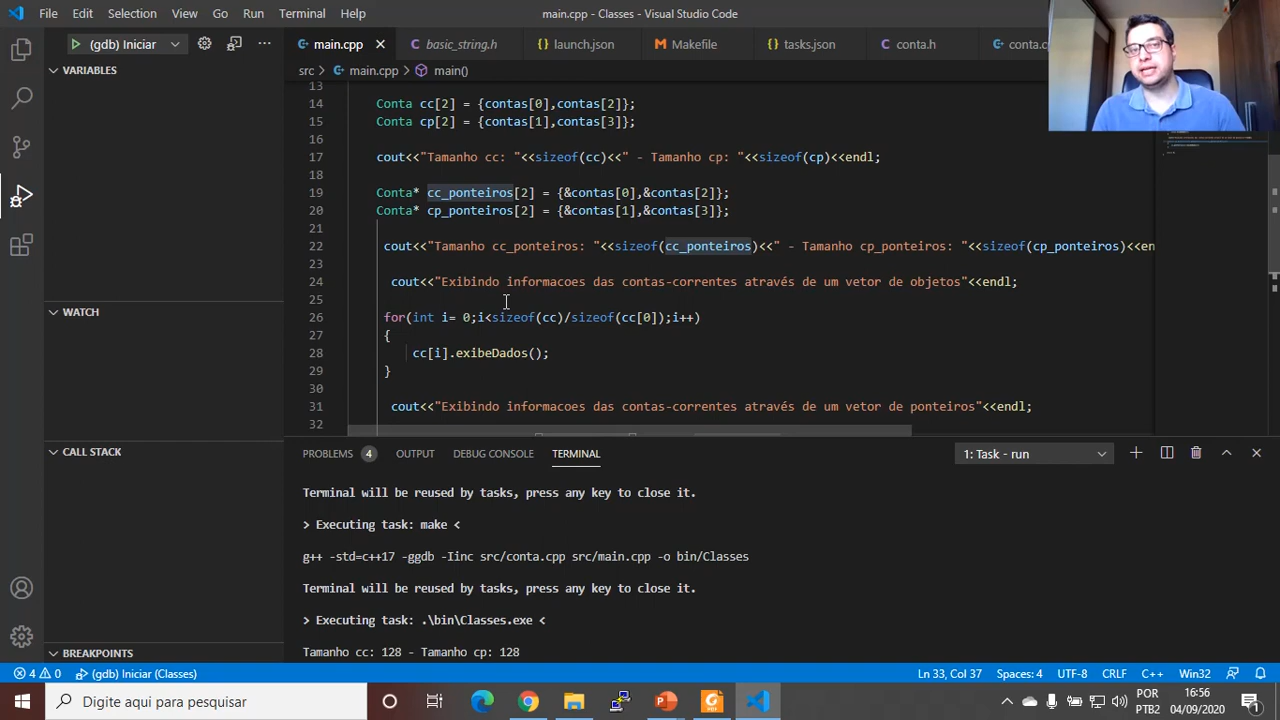 File Edit Selection View Go Run Terminal Help
main.cpp - Classes - Visual Studio Code
(gdb) Iniciar
main.cpp
basic_string.h
launch.json
Makefile
tasks.json
conta.h
src > main.cpp > main()
VARIABLES
WATCH
CALL STACK
BREAKPOINTS
13
14 Conta cc[2] = {contas[0],contas[2]};
15 Conta cp[2] = {contas[1],contas[3]};
16
17 cout<<"Tamanho cc: "<<sizeof(cc)<<" - Tamanho cp: "<<sizeof(cp)<<endl;
18
19 Conta* cc_ponteiros[2] = {&contas[0],&contas[2]};
20 Conta* cp_ponteiros[2] = {&contas[1],&contas[3]};
21
22 cout<<"Tamanho cc_ponteiros: "<<sizeof(cc_ponteiros)<<" - Tamanho cp_ponteiros: "<<sizeof(cp_ponteiros)<<en
23
24 cout<<"Exibindo informacoes das contas-correntes através de um vetor de objetos"<<endl;
25
26 for(int i= 0;i<sizeof(cc)/sizeof(cc[0]);i++)
27 {
28 cc[i].exibeDados();
29 }
30
31 cout<<"Exibindo informacoes das contas-correntes através de um vetor de ponteiros"<<endl;
32
PROBLEMS 4 OUTPUT DEBUG CONSOLE TERMINAL
1: Task - run
Terminal will be reused by tasks, press any key to close it.
> Executing task: make <
g++ -std=c++17 -ggdb -Iinc src/conta.cpp src/main.cpp -o bin/Classes
Terminal will be reused by tasks, press any key to close it.
> Executing task: .\bin\Classes.exe <
Tamanho cc: 128 - Tamanho cp: 128
4 0 (gdb) Iniciar (Classes)
Ln 33, Col 37 Spaces: 4 UTF-8 CRLF C++ Win32
Digite aqui para pesquisar
POR
PTB2
16:56
04/09/2020
1